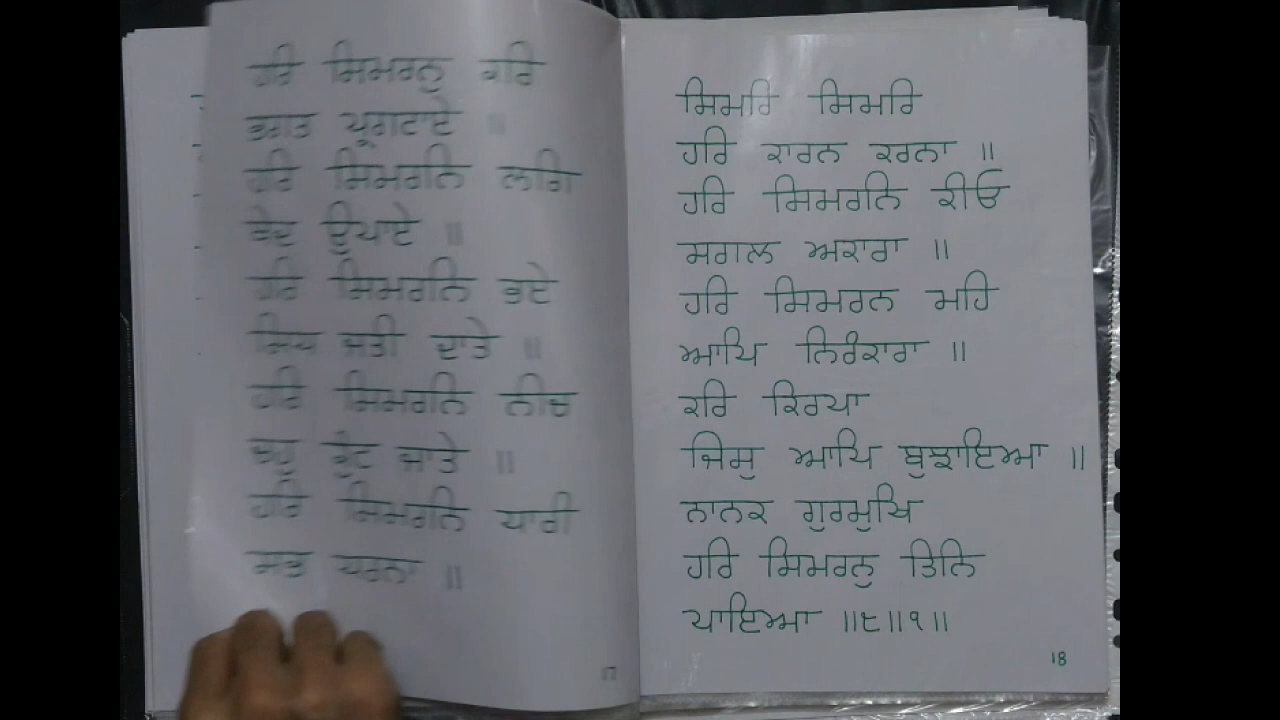 ਹਰਿ ਸਿਮਰਨੁ ਕਰਿ
ਭਗਤ ਪ੍ਰਗਟਾਏ ॥
ਹਰਿ ਸਿਮਰਨਿ ਲਗਿ
ਬੇਦ ਉਪਾਏ ॥
ਹਰਿ ਸਿਮਰਨਿ ਭਏ
ਸਿਧ ਜਤੀ ਦਾਤੇ ॥
ਹਰਿ ਸਿਮਰਨਿ ਨੀਚ
ਚਹੁ ਕੁੰਟ ਜਾਤੇ ॥
ਹਰਿ ਸਿਮਰਨਿ ਧਾਰੀ
ਸਭ ਧਰਨਾ ॥
17
ਸਿਮਰਿ ਸਿਮਰਿ
ਹਰਿ ਕਾਰਨ ਕਰਨਾ ॥
ਹਰਿ ਸਿਮਰਨਿ ਕੀਓ
ਸਗਲ ਅਕਾਰਾ ॥
ਹਰਿ ਸਿਮਰਨ ਮਹਿ
ਆਪਿ ਨਿਰੰਕਾਰਾ ॥
ਕਰਿ ਕਿਰਪਾ
ਜਿਸੁ ਆਪਿ ਬੁਝਾਇਆ ॥
ਨਾਨਕ ਗੁਰਮੁਖਿ
ਹਰਿ ਸਿਮਰਨੁ ਤਿਨਿ
ਪਾਇਆ ॥੮॥੧॥
18